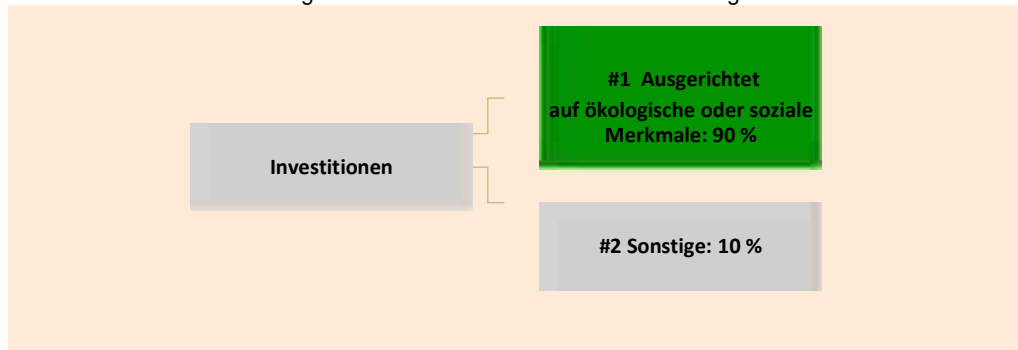 #1 Ausgerichtet
auf ökologische oder soziale
Merkmale: 90 %
Investitionen
#2 Sonstige: 10 %